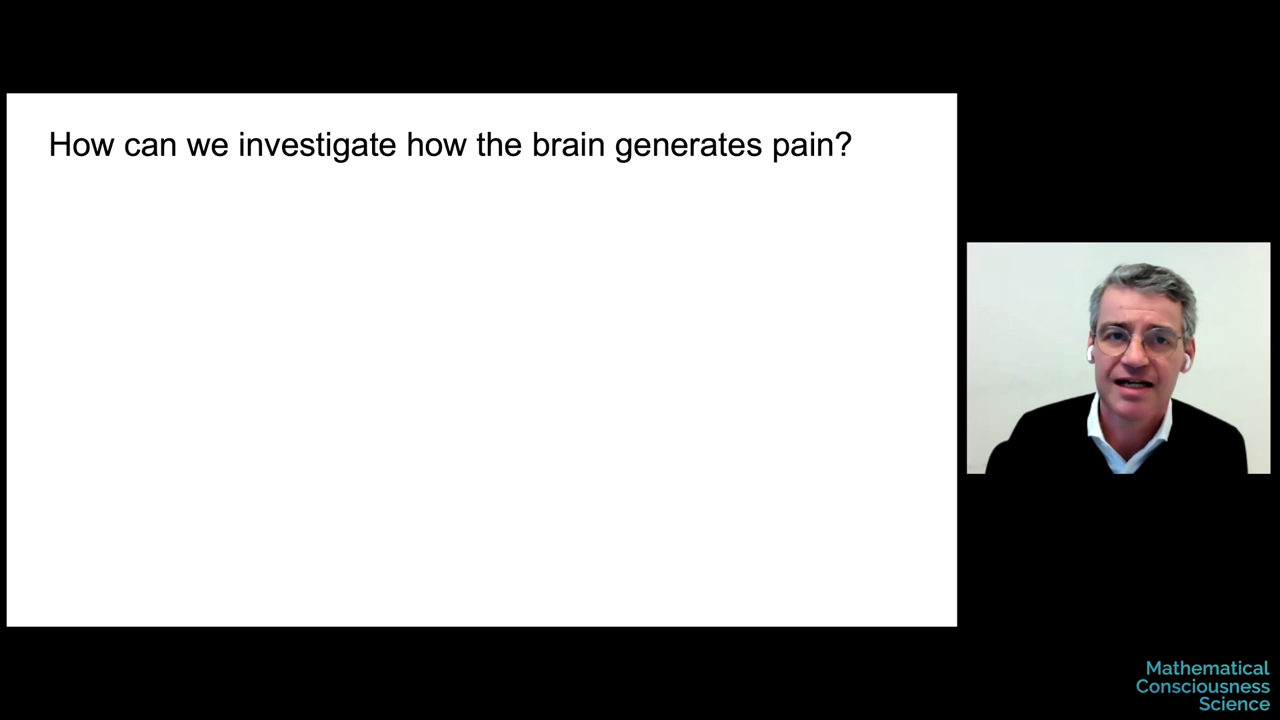 How can we investigate how the brain generates pain?
Mathematical
Consciousness
Science